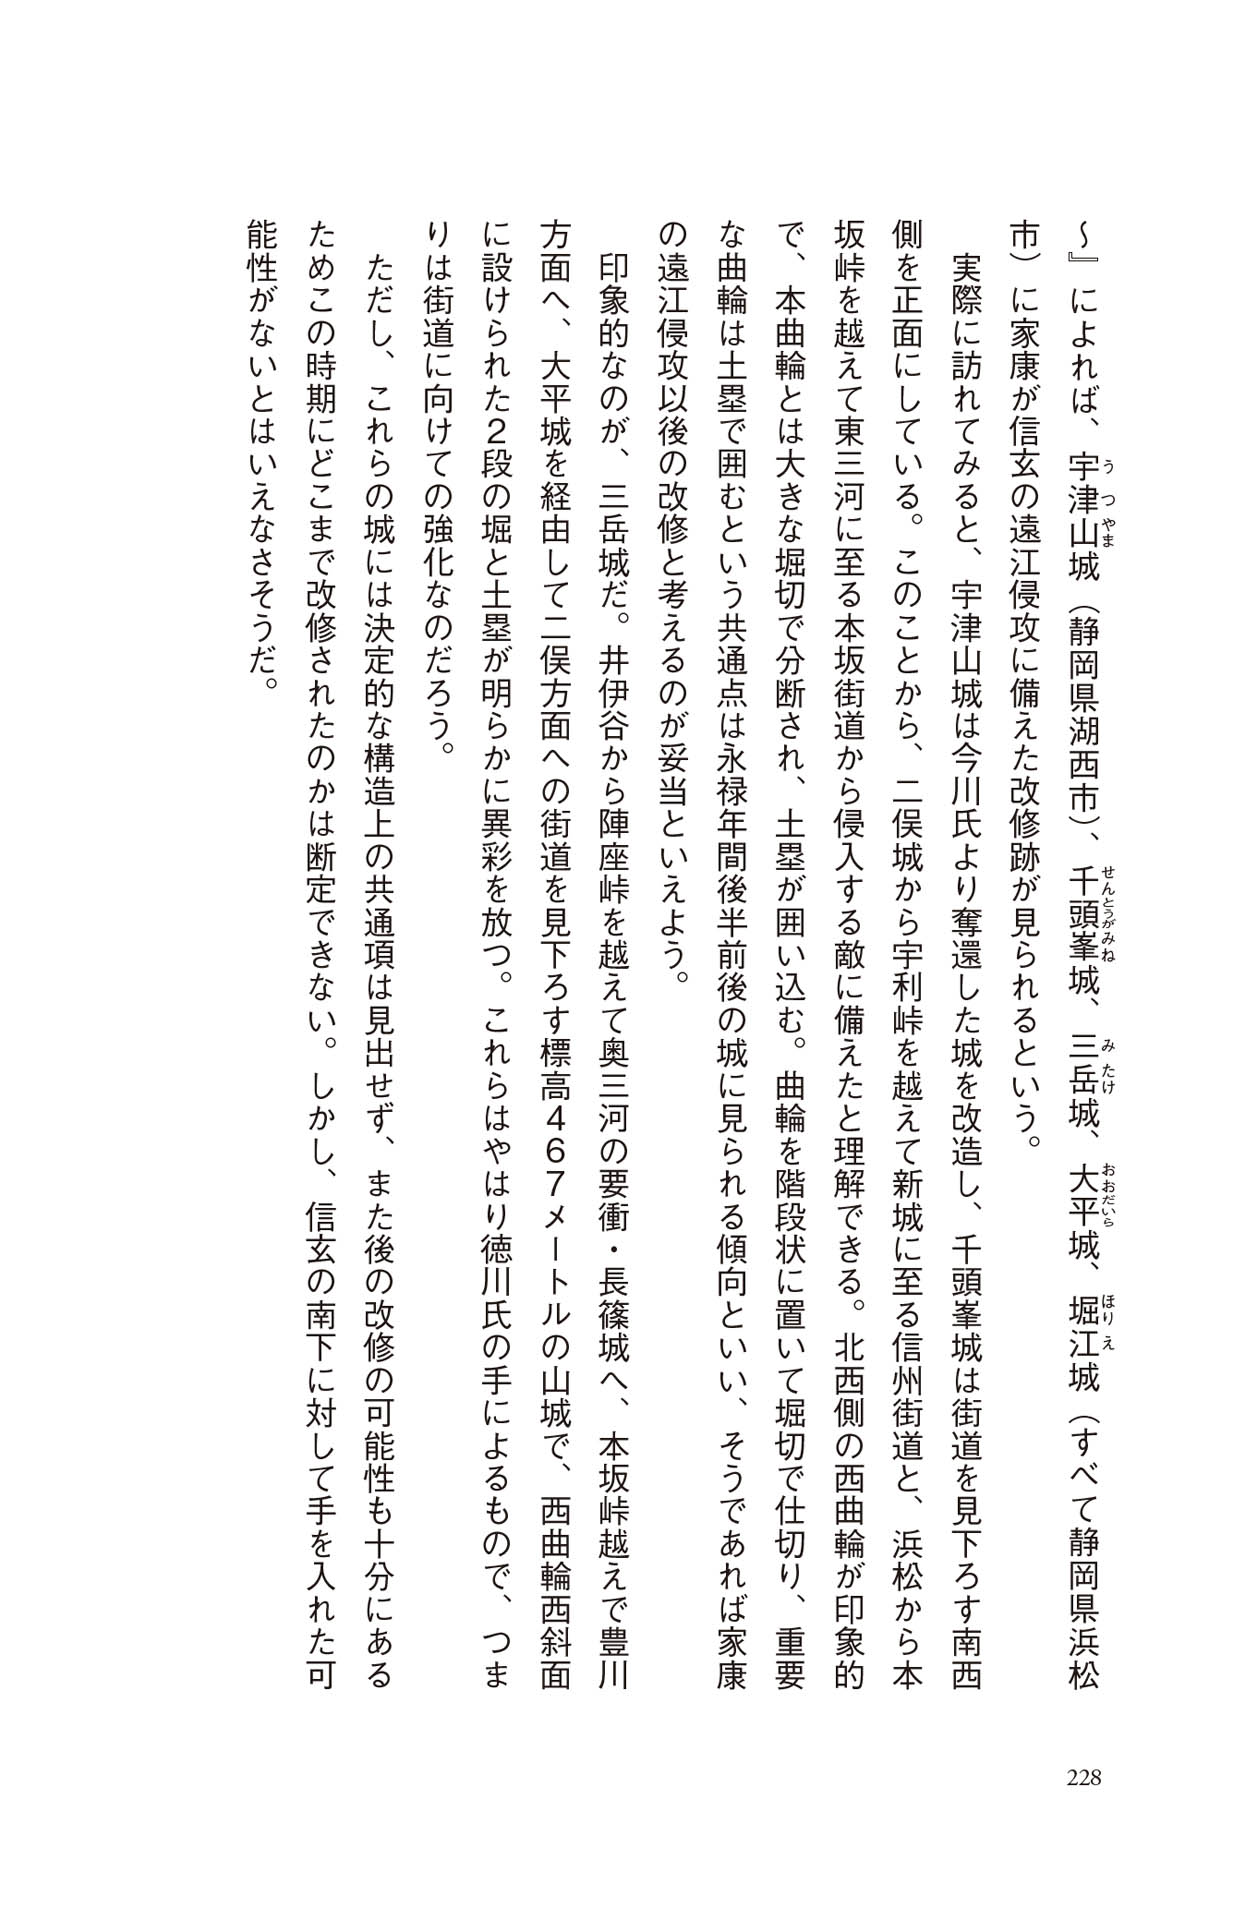 ～』によれば、宇津山城（静岡県湖西市）、千頭峯城、三岳城、大平城、堀江城（すべて静岡県浜松
うつやま
せんとうがみね
みたけ
おおだいら
ほりえ
市）に家康が信玄の遠江侵攻に備えた改修跡が見られるという。
実際に訪れてみると、宇津山城は今川氏より奪還した城を改造し、千頭峯城は街道を見下ろす南西
側を正面にしている。このことから、二俣城から宇利峠を越えて新城に至る信州街道と、浜松から本
坂峠を越えて東三河に至る本坂街道から侵入する敵に備えたと理解できる。北西側の西曲輪が印象的
で、本曲輪とは大きな堀切で分断され、土塁が囲い込む。曲輪を階段状に置いて堀切で仕切り、重要
な曲輪は土塁で囲むという共通点は永禄年間後半前後の城に見られる傾向といい、そうであれば家康
の遠江侵攻以後の改修と考えるのが妥当といえよう。
印象的なのが、三岳城だ。井伊谷から陣座峠を越えて奥三河の要衝・長篠城へ、本坂峠越えで豊川
方面へ、大平城を経由して二俣方面への街道を見下ろす標高467メートルの山城で、西曲輪西斜面
に設けられた2段の堀と土塁が明らかに異彩を放つ。これらはやはり徳川氏の手によるもので、つま
りは街道に向けての強化なのだろう。
ただし、これらの城には決定的な構造上の共通項は見出せず、また後の改修の可能性も十分にある
ためこの時期にどこまで改修されたのかは断定できない。しかし、信玄の南下に対して手を入れた可
能性がないとはいえなさそうだ。
228